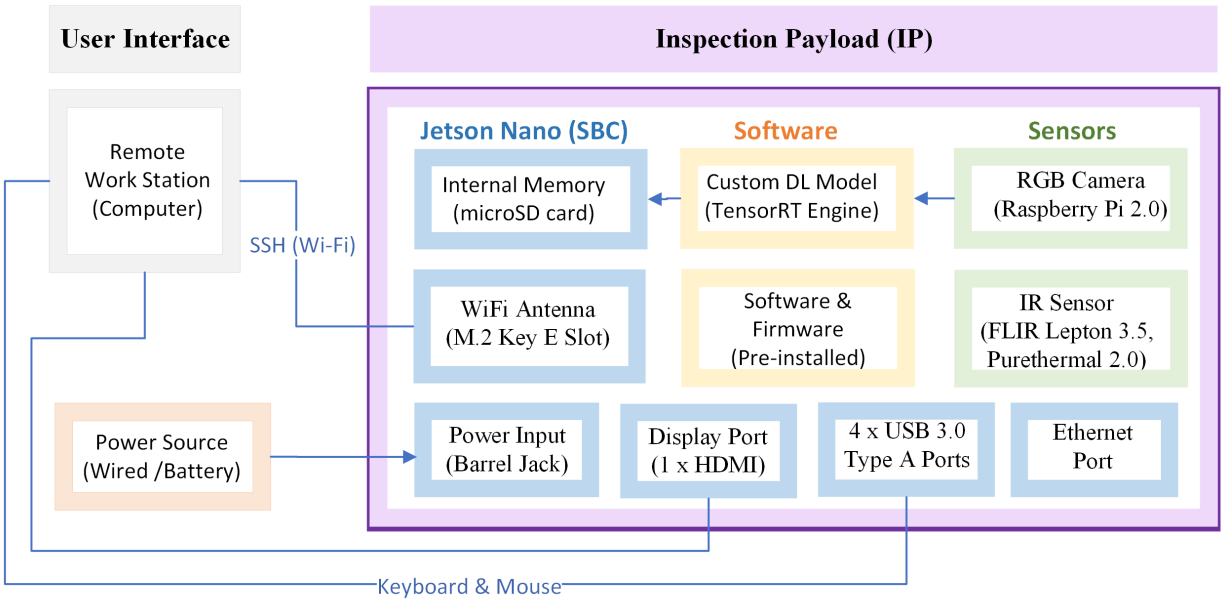 User Interface
Inspection Payload (IP)
Jetson Nano (SBC)
Software
Sensors
Remote
Work Station
(Computer)
Internal Memory
(microSD card)
Custom DL Model
(TensorRT Engine)
RGB Camera
(Raspberry Pi 2.0)
SSH (Wi-Fi)
WiFi Antenna
(M.2 Key E Slot)
Software &
Firmware
(Pre-installed)
IR Sensor
(FLIR Lepton 3.5,
Purethermal 2.0)
Power Source
(Wired /Battery)
Power Input
(Barrel Jack)
Display Port
(1 x HDMI)
4 x USB 3.0
Type A Ports
Ethernet
Port
Keyboard & Mouse